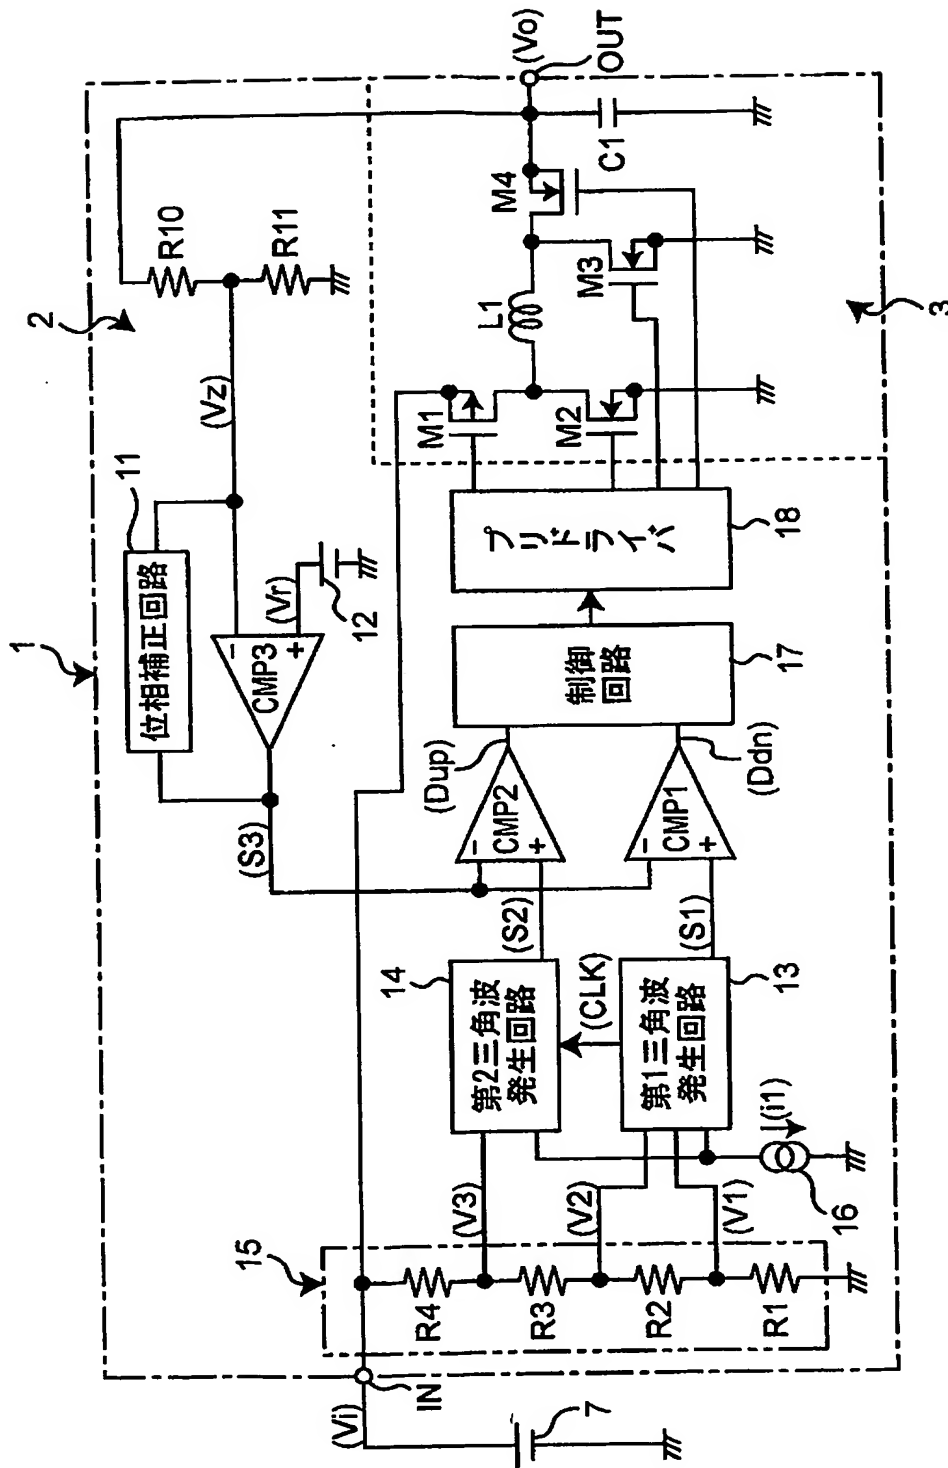 1
2
11
位相補正回路
R10
R11
(Vz)
(Vo)
OUT
(S3)
CMP3
−
+
(Vr)
12
3
15
(Vi)
IN
7
R4
R3
R2
R1
(V3)
(V2)
(V1)
14
第2三角波
発生回路
(CLK)
第1三角波
発生回路
13
(i1)
16
(S2)
(S1)
−
CMP2
+
(Dup)
−
CMP1
+
(Ddn)
制御
回路
17
プリドライバ
18
M1
M2
L1
M3
M4
C1